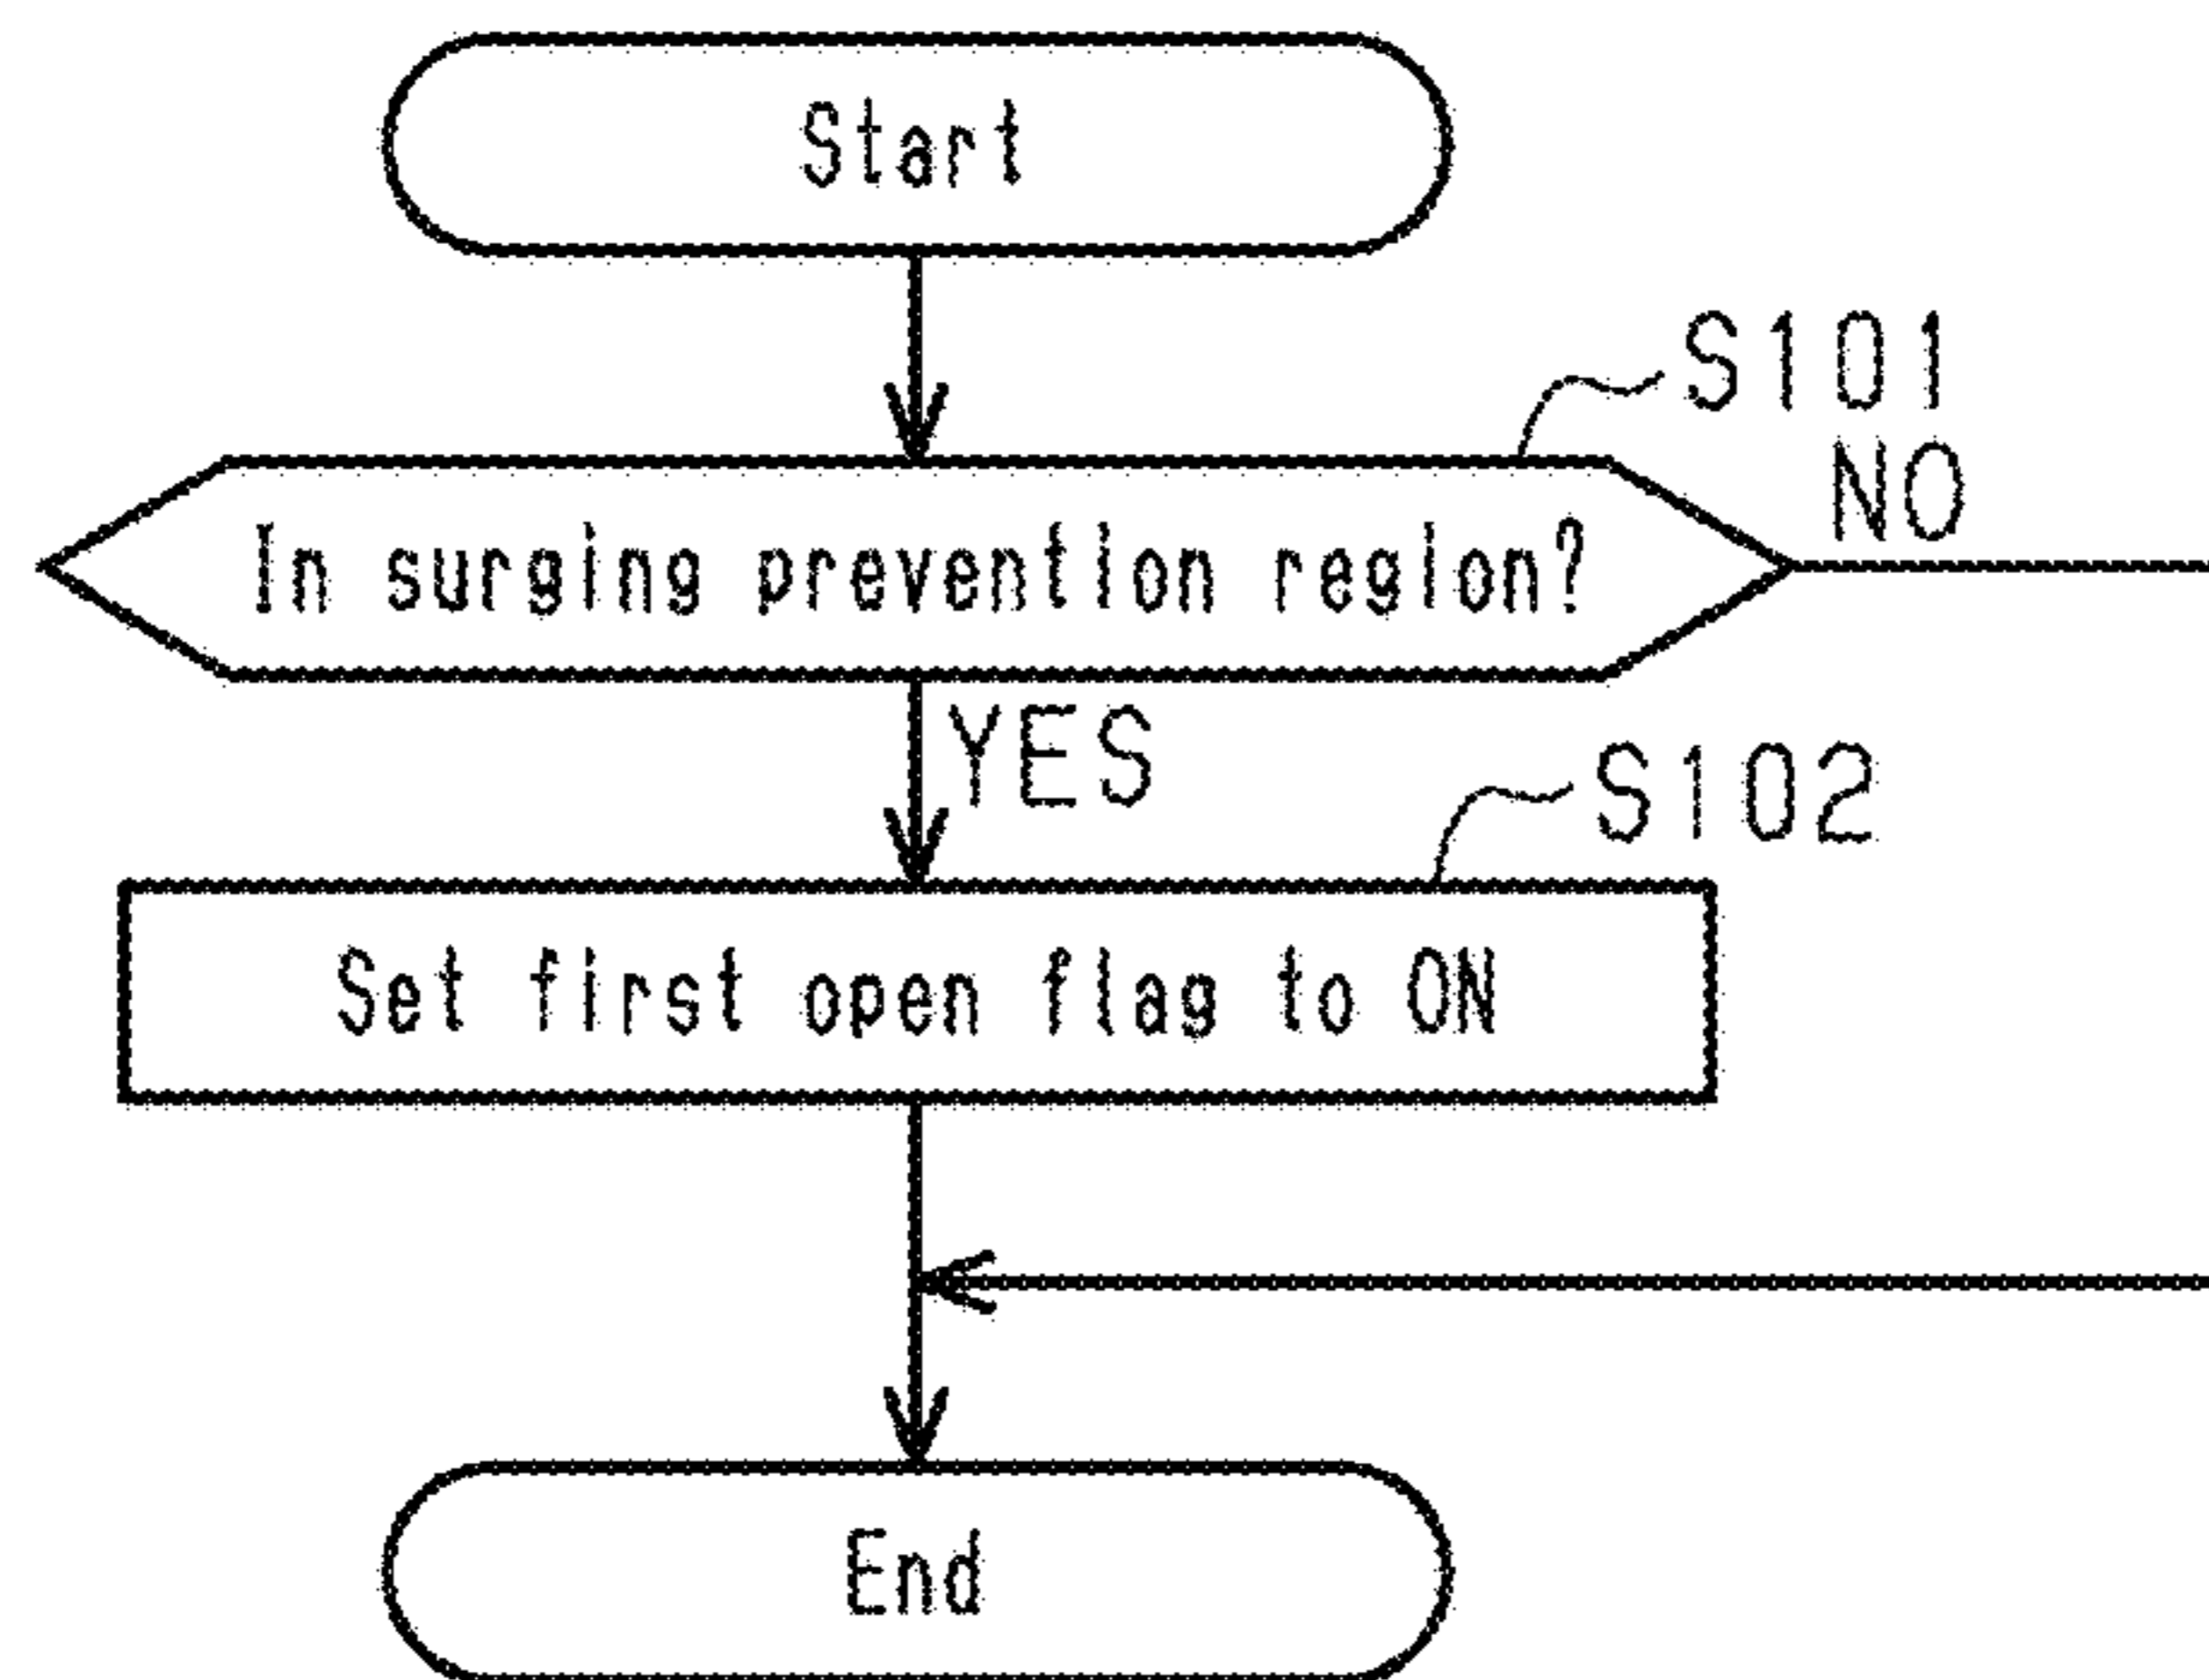 Start
S101
NO
In surging prevention region?
YES
S102
Set first open flag to ON
End